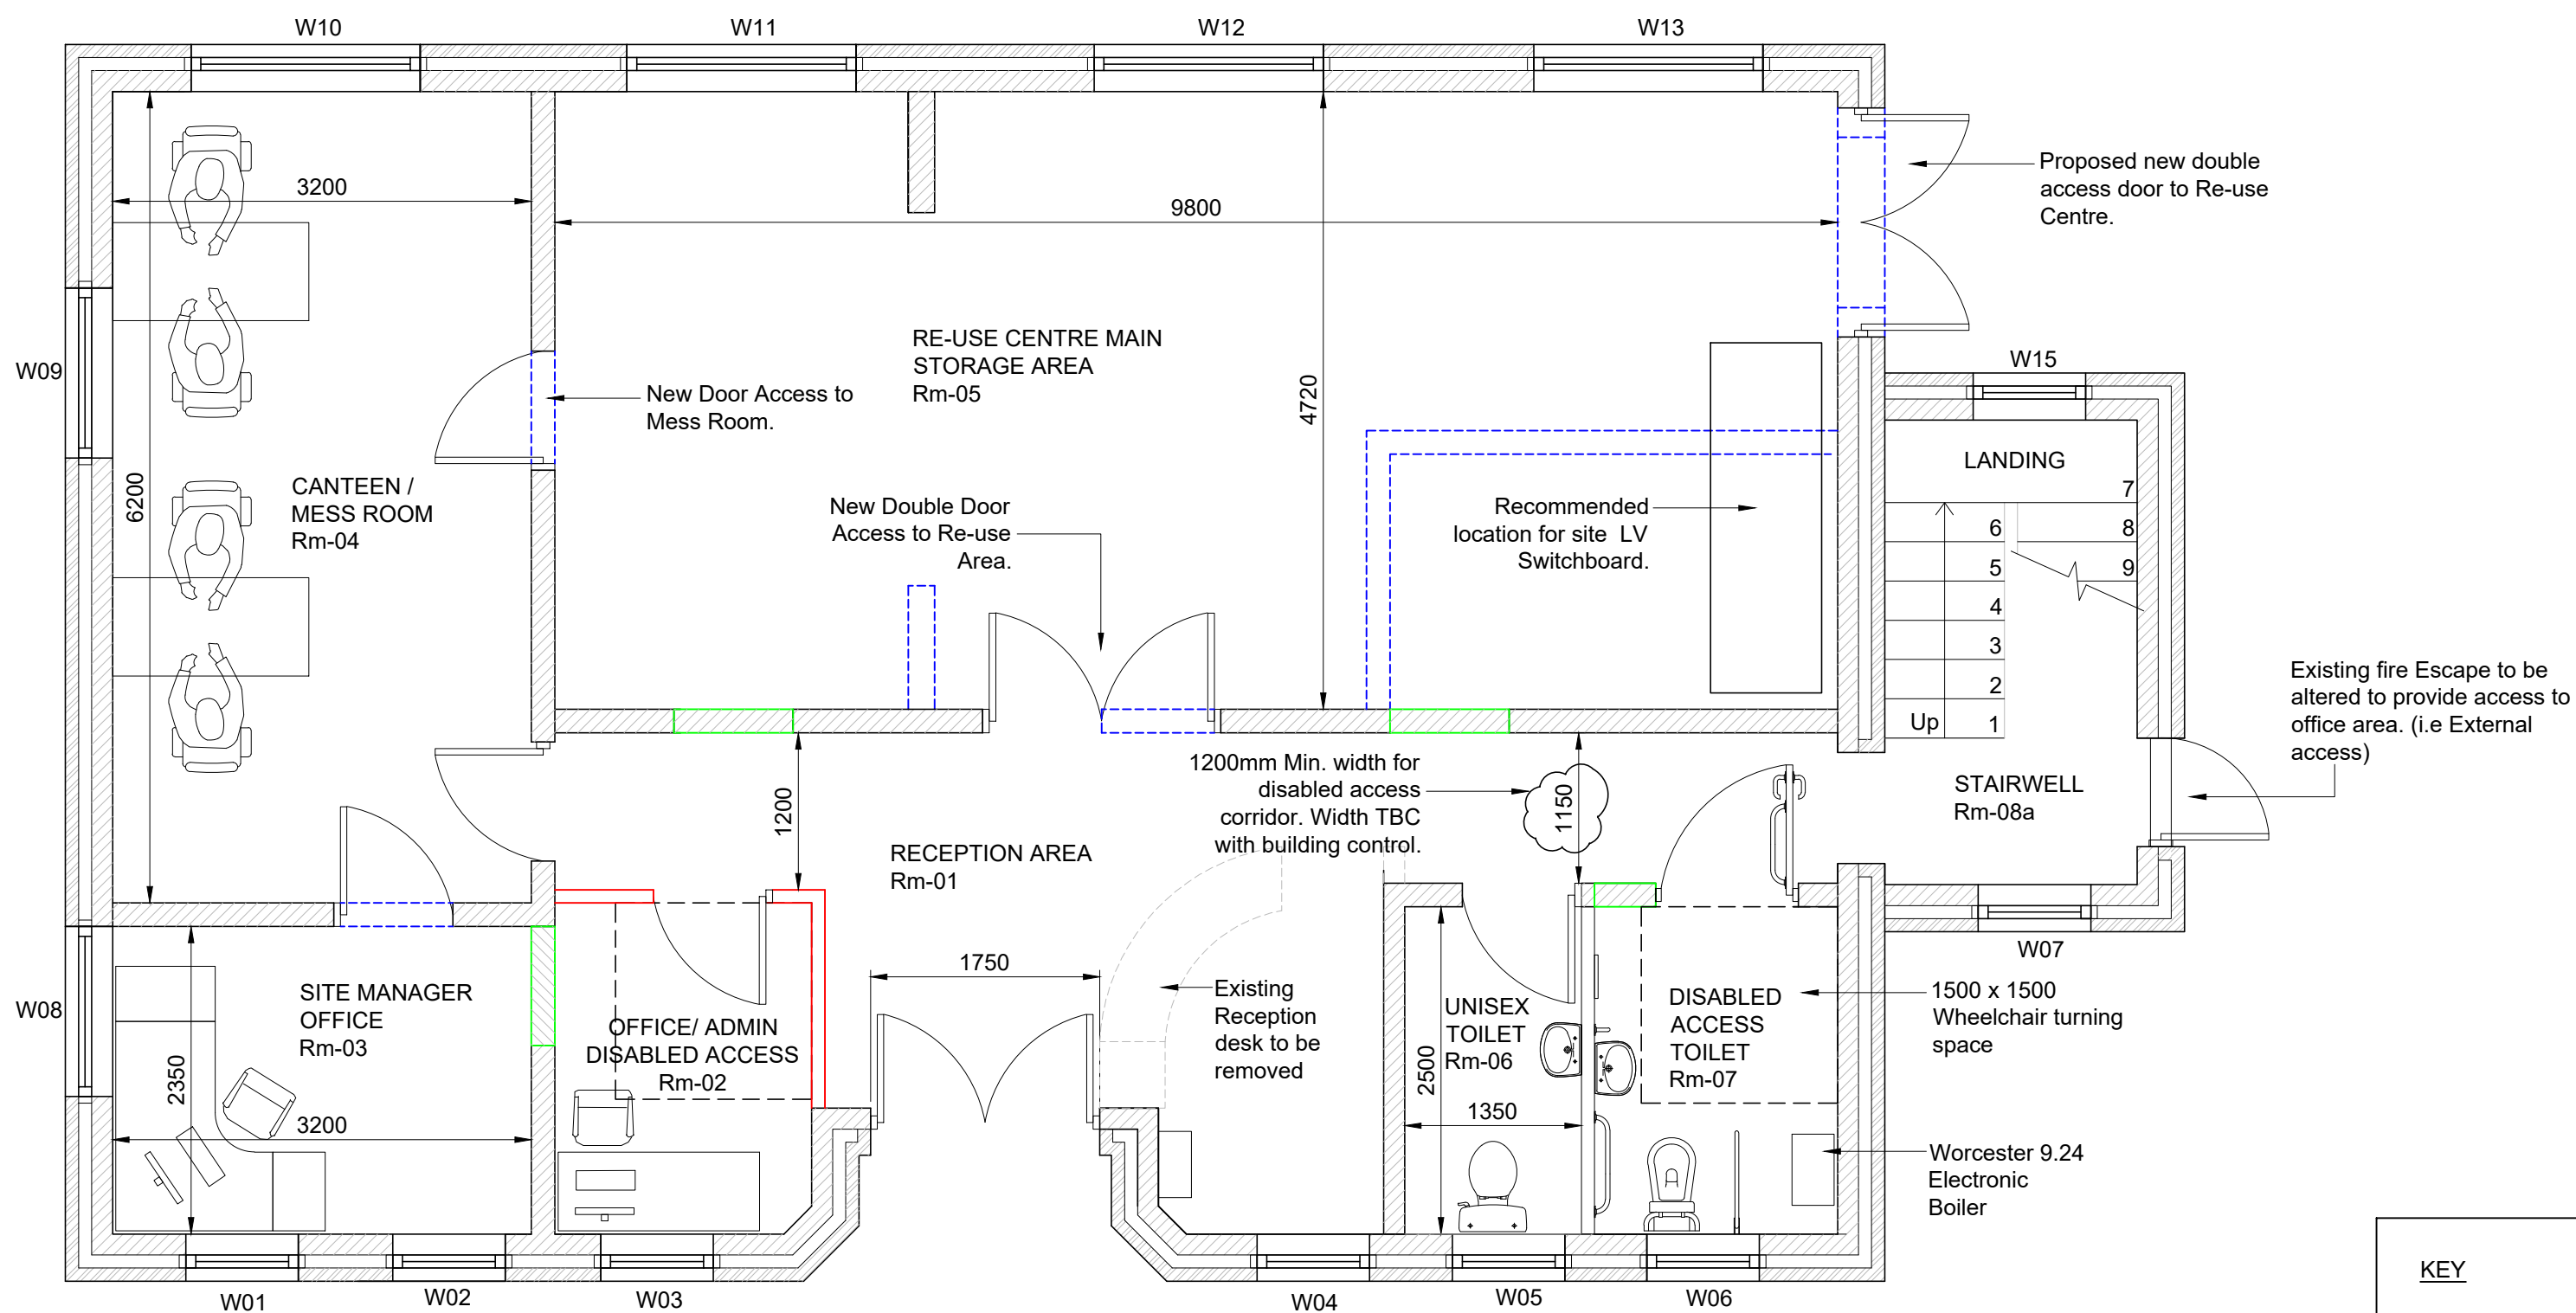 W10
W11
W12
W13
Proposed new double
access door to Re-use
Centre.
3200
9800
RE-USE CENTRE MAIN
STORAGE AREA
Rm-05
W09
New Door Access to
Mess Room.
4720
W15
LANDING
7
6
8
5
9
4
3
2
Up
1
6200
CANTEEN /
MESS ROOM
Rm-04
New Double Door
Access to Re-use
Area.
Recommended
location for site LV
Switchboard.
Existing fire Escape to be
altered to provide access to
office area. (i.e External
access)
1200mm Min. width for
disabled access
corridor. Width TBC
with building control.
1200
1150
STAIRWELL
Rm-08a
RECEPTION AREA
Rm-01
W07
1750
W08
SITE MANAGER
OFFICE
Rm-03
OFFICE/ ADMIN
DISABLED ACCESS
Rm-02
Existing
Reception
desk to be
removed
UNISEX
TOILET
Rm-06
DISABLED
ACCESS
TOILET
Rm-07
1500 x 1500
Wheelchair turning
space
2350
3200
2500
1350
Worcester 9.24
Electronic
Boiler
KEY
W01
W02
W03
W04
W05
W06